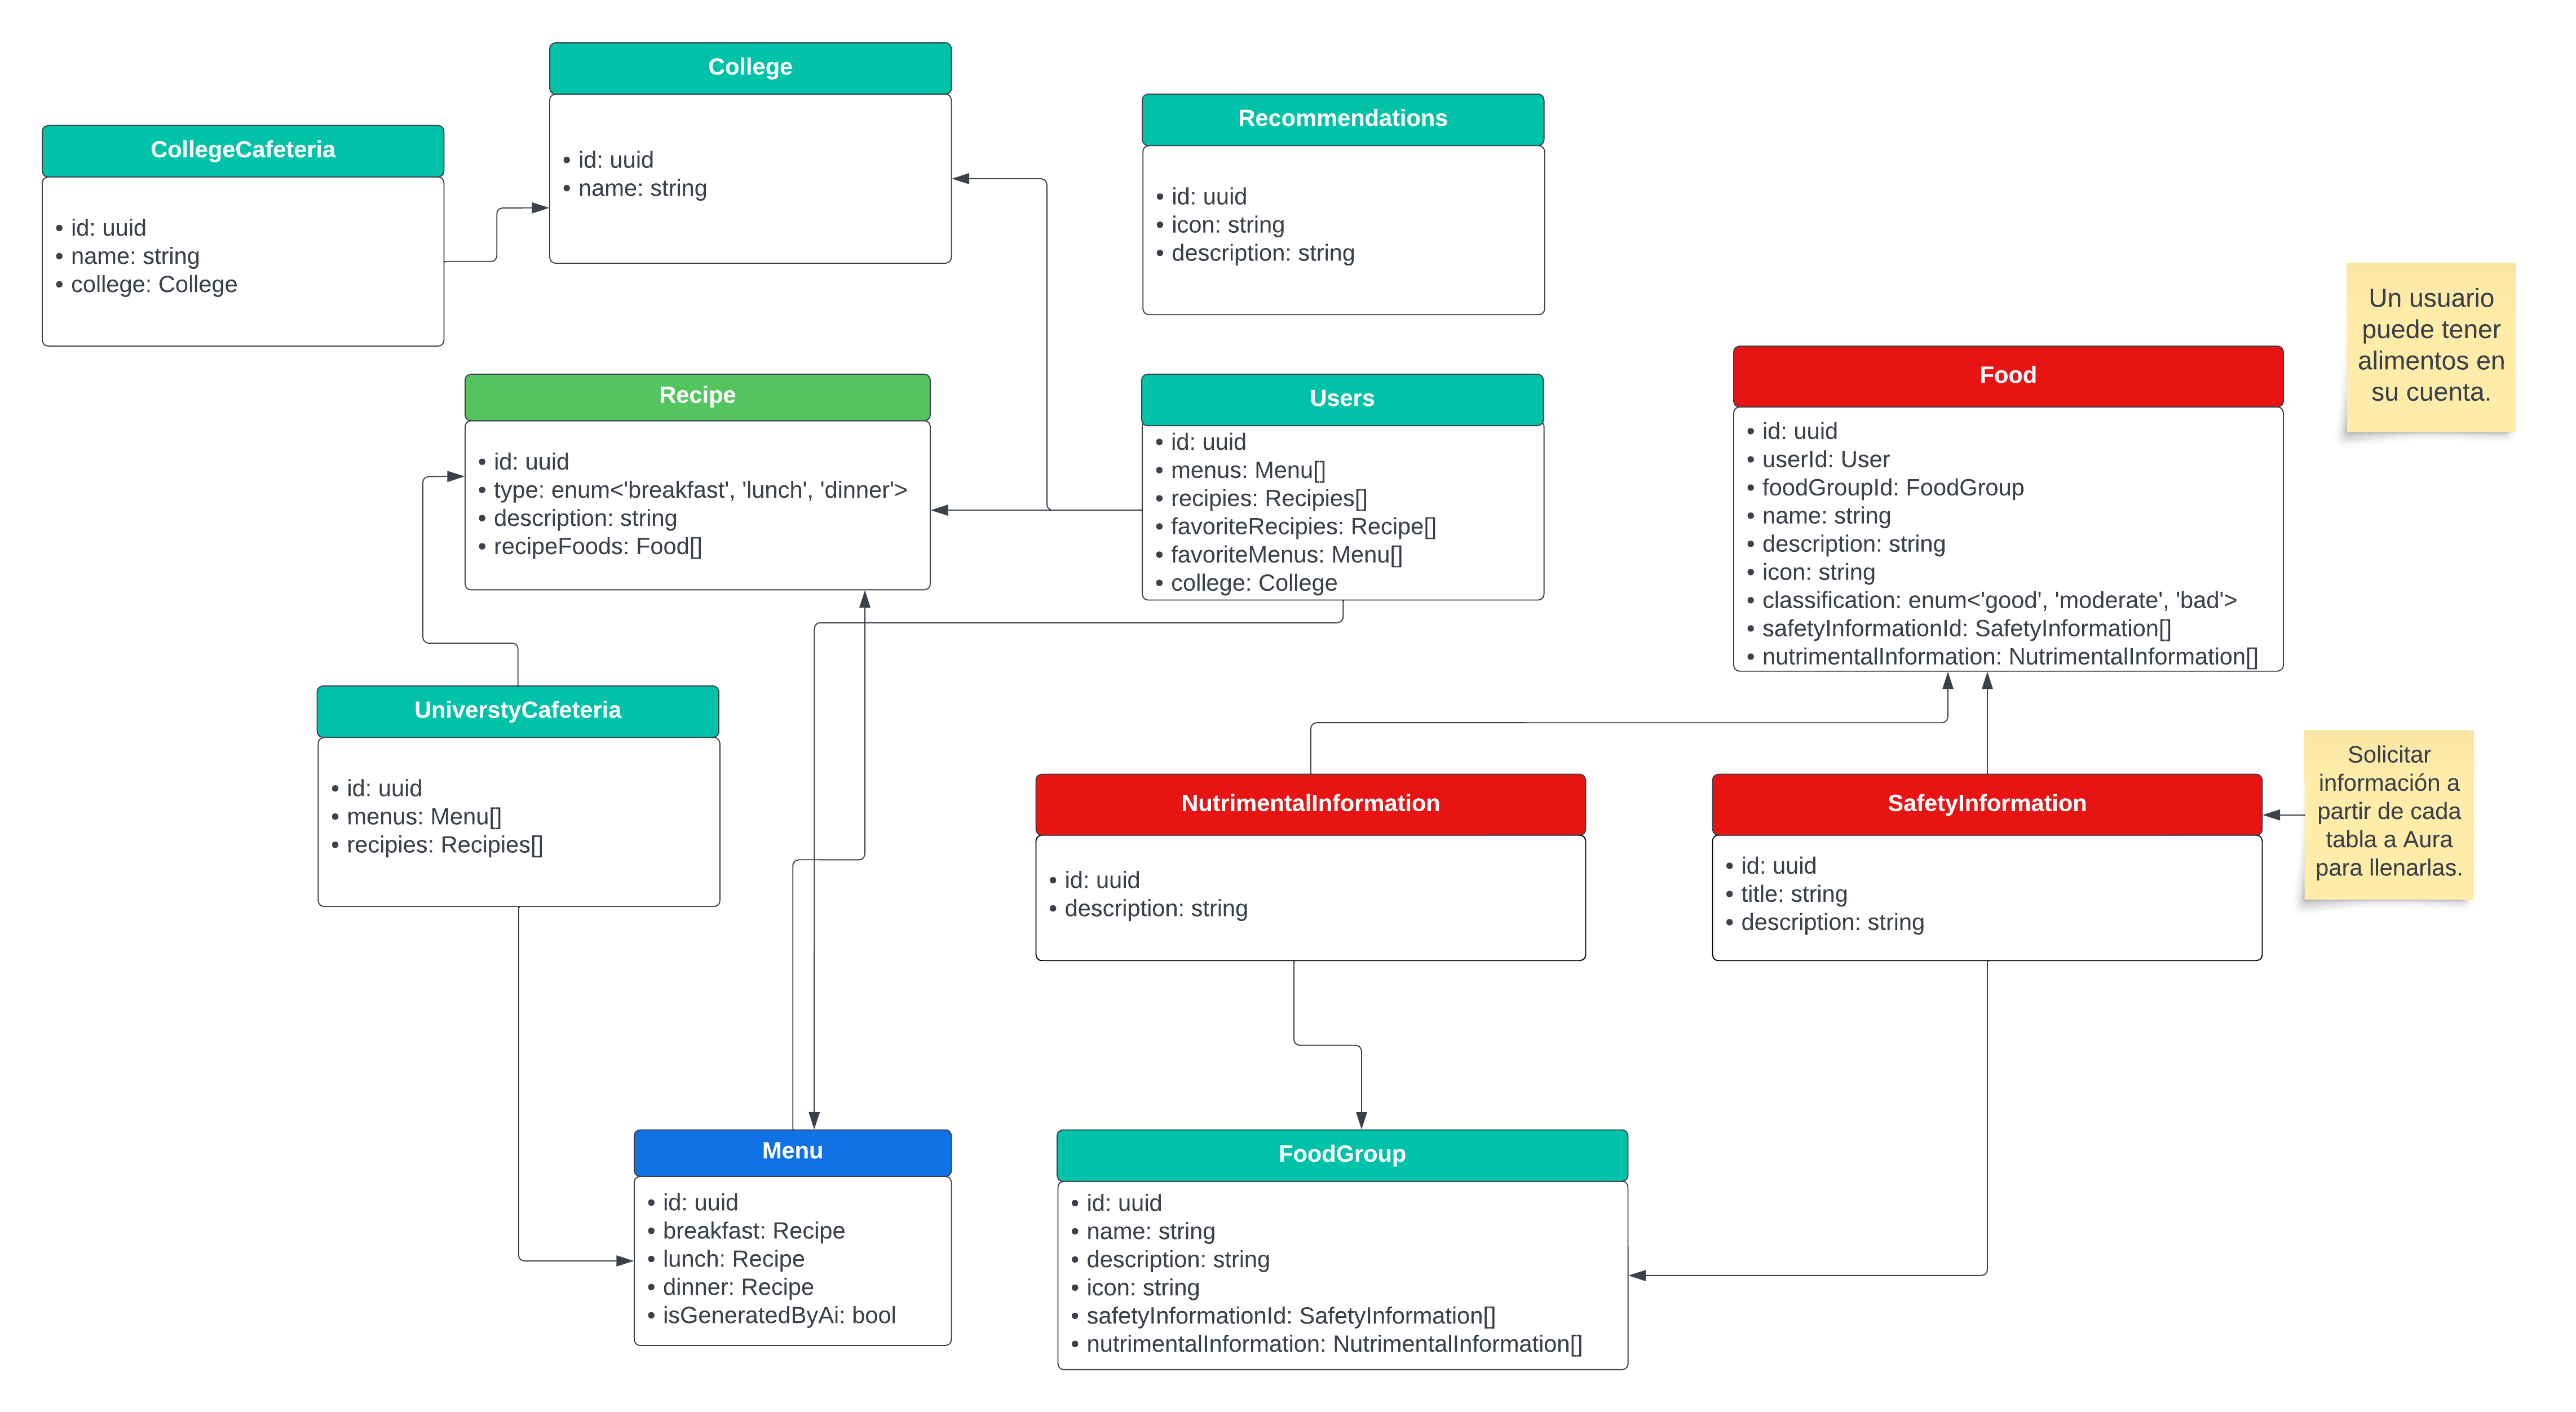 College
• id: uuid
• name: string
CollegeCafeteria
• id: uuid
• name: string
• college: College
Recommendations
• id: uuid
• icon: string
• description: string
Un usuario
puede tener
alimentos en
su cuenta.
Recipe
• id: uuid
• type: enum<'breakfast', 'lunch', 'dinner'>
• description: string
• recipeFoods: Food[]
Users
• id: uuid
• menus: Menu[]
• recipies: Recipies[]
• favoriteRecipies: Recipe[]
• favoriteMenus: Menu[]
• college: College
Food
• id: uuid
• userId: User
• foodGroupId: FoodGroup
• name: string
• description: string
• icon: string
• classification: enum<'good', 'moderate', 'bad'>
• safetyInformationId: SafetyInformation[]
• nutrimentalInformation: NutrimentalInformation[]
UniverstyCafeteria
• id: uuid
• menus: Menu[]
• recipies: Recipies[]
NutrimentalInformation
• id: uuid
• description: string
SafetyInformation
• id: uuid
• title: string
• description: string
Solicitar
información a
partir de cada
tabla a Aura
para llenarlas.
Menu
• id: uuid
• breakfast: Recipe
• lunch: Recipe
• dinner: Recipe
• isGeneratedByAi: bool
FoodGroup
• id: uuid
• name: string
• description: string
• icon: string
• safetyInformationId: SafetyInformation[]
• nutrimentalInformation: NutrimentalInformation[]